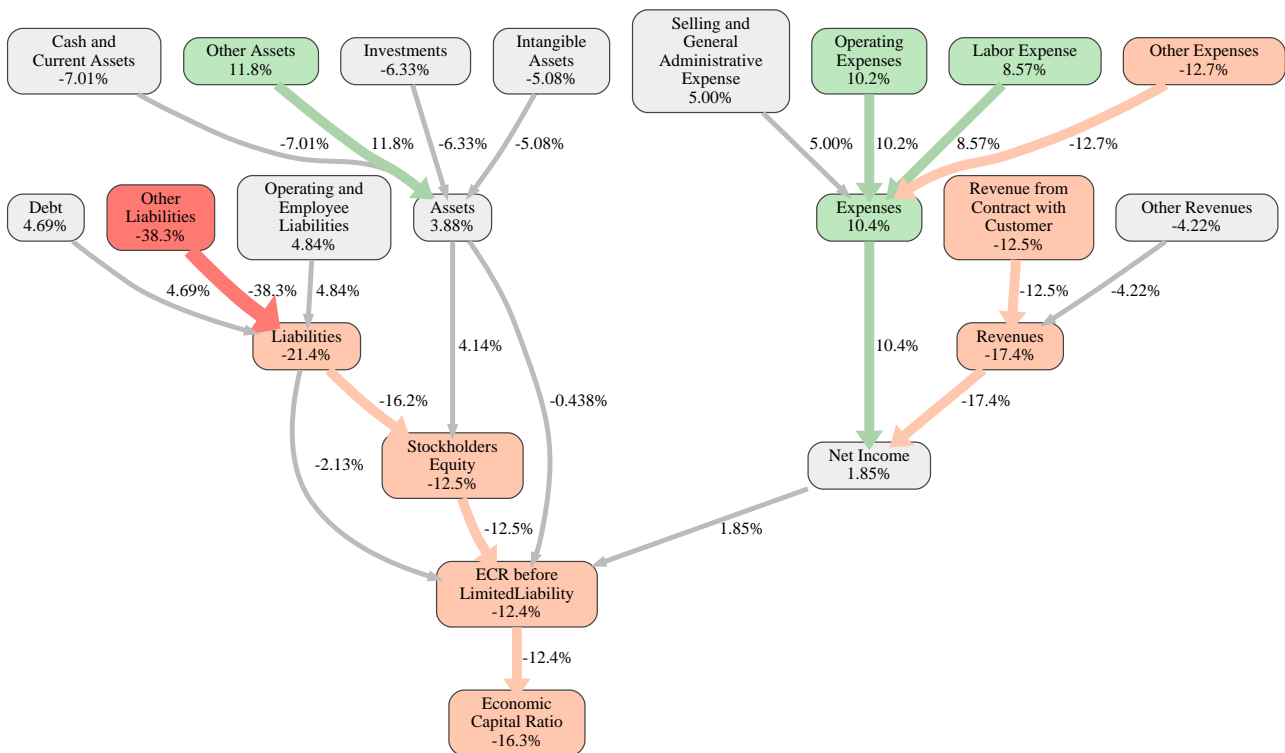 Cash and
Current Assets
-7.01%
Other Assets
11.8%
Investments
-6.33%
Intangible
Assets
-5.08%
Selling and
General
Administrative
Expense
5.00%
Operating
Expenses
10.2%
Labor Expense
8.57%
Other Expenses
-12.7%
-7.01%
11.8%
-6.33%
-5.08%
5.00%
10.2%
8.57%
-12.7%
Debt
4.69%
Other
Liabilities
-38.3%
Operating and
Employee
Liabilities
4.84%
Assets
3.88%
Expenses
10.4%
Revenue from
Contract with
Customer
-12.5%
Other Revenues
-4.22%
4.69%
-38.3%
4.84%
-12.5%
-4.22%
Liabilities
-21.4%
4.14%
10.4%
Revenues
-17.4%
-16.2%
-0.438%
-17.4%
Stockholders
Equity
-12.5%
Net Income
1.85%
-2.13%
-12.5%
1.85%
ECR before
LimitedLiability
-12.4%
-12.4%
Economic
Capital Ratio
-16.3%